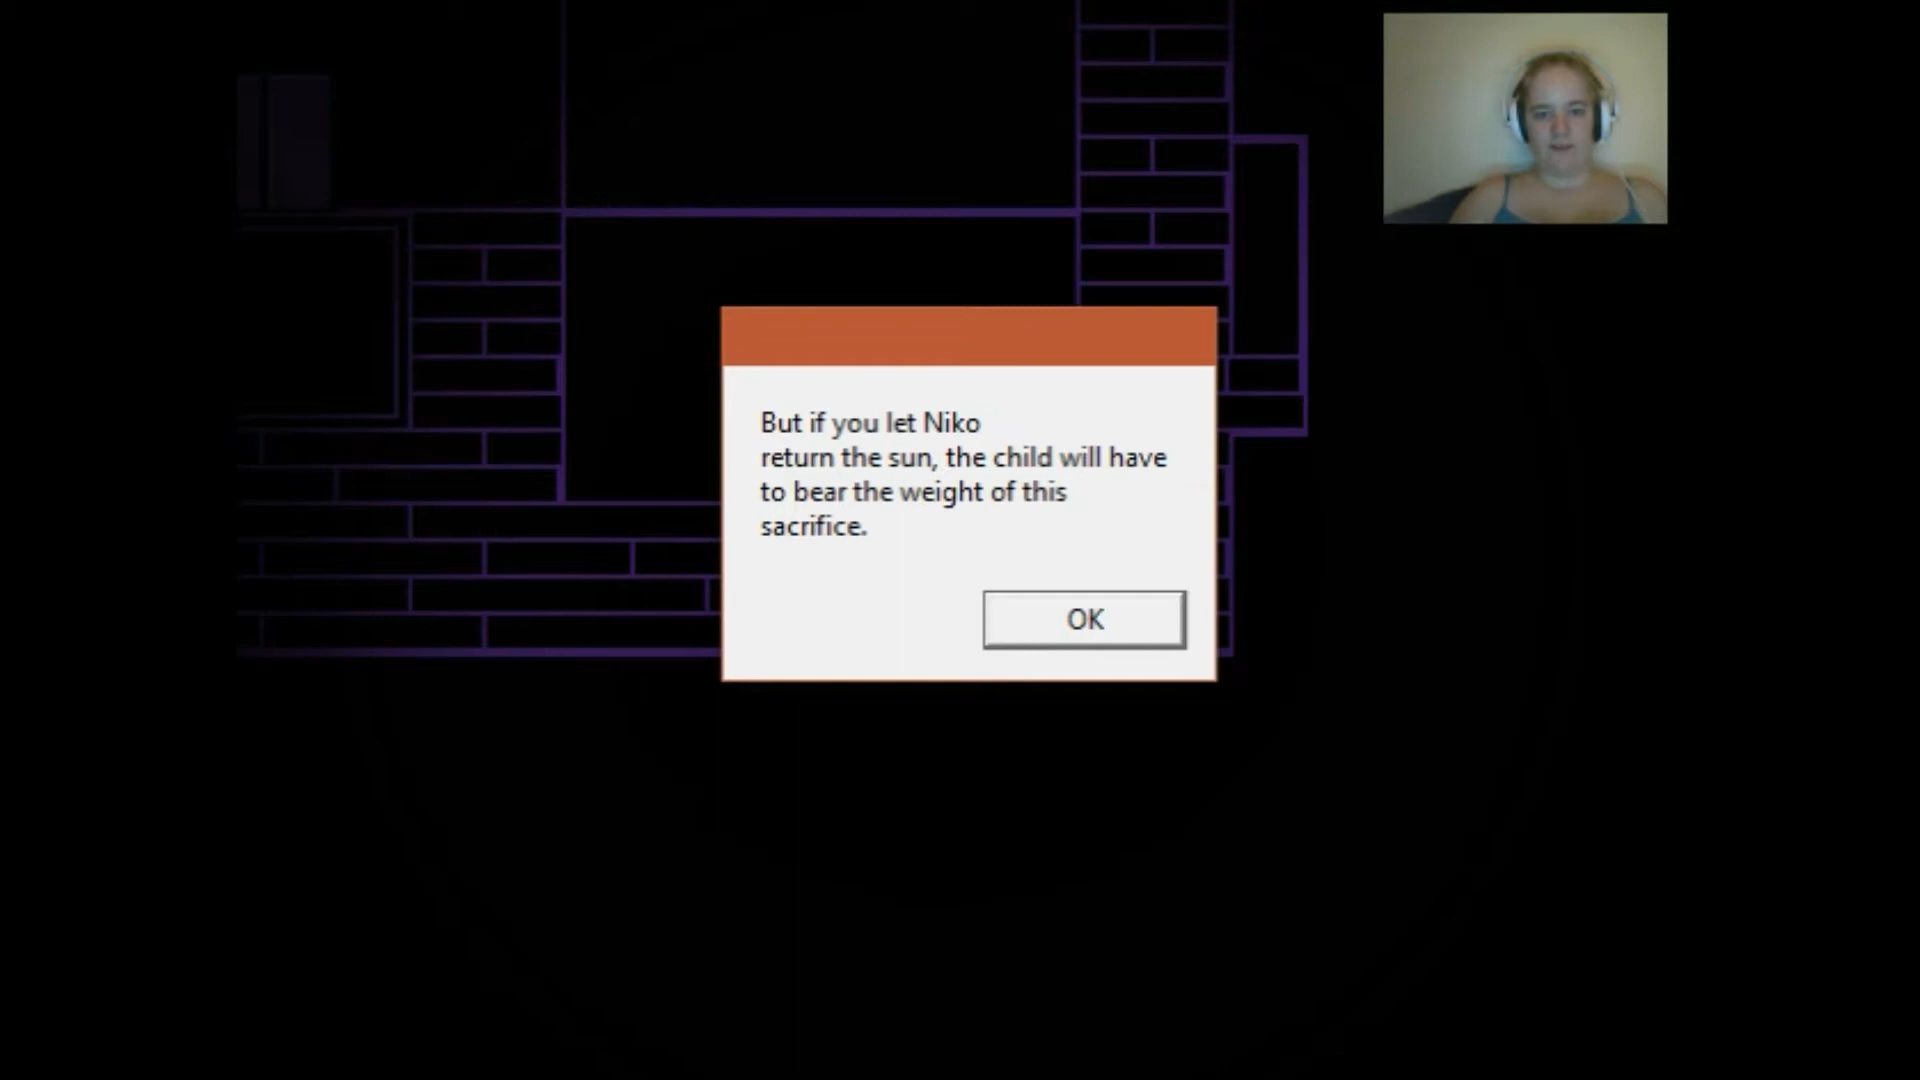 But if you let Niko
return the sun, the child will have
to bear the weight of this
sacrifice.
OK